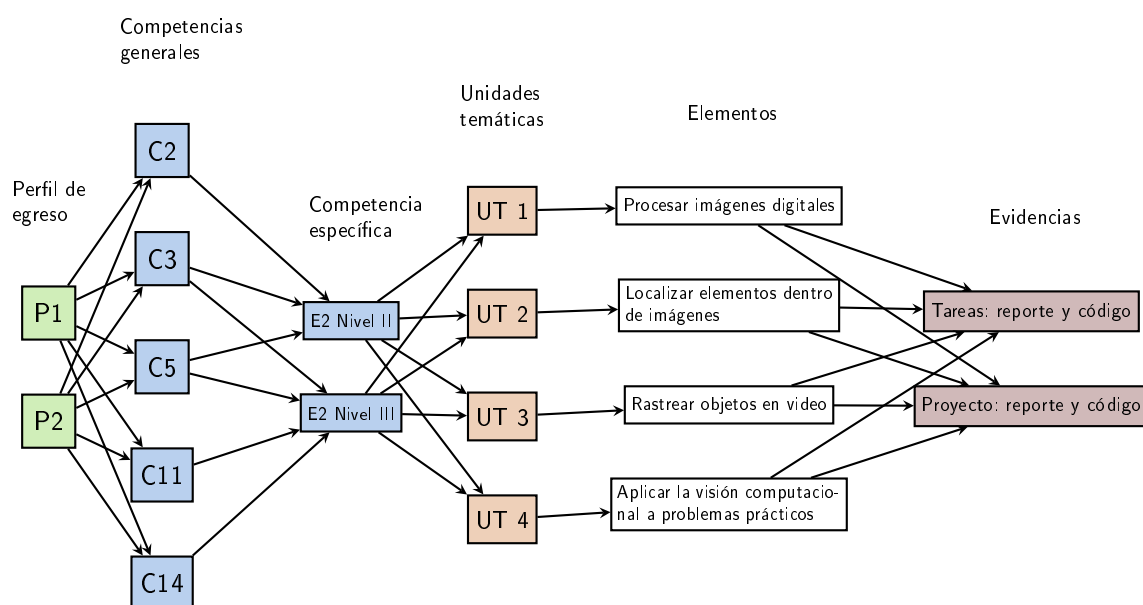 Competencias
generales
Perfil de
egreso
P1
P2
C2
C3
C5
C11
C14
Competencia
específica
E2 Nivel II
E2 Nivel III
Unidades
temáticas
UT 1
UT 2
UT 3
UT 4
Elementos
Procesar imágenes digitales
Localizar elementos dentro
de imágenes
Rastrear objetos en video
Aplicar la visión computacio-
nal a problemas prácticos
Evidencias
Tareas: reporte y código
Proyecto: reporte y código